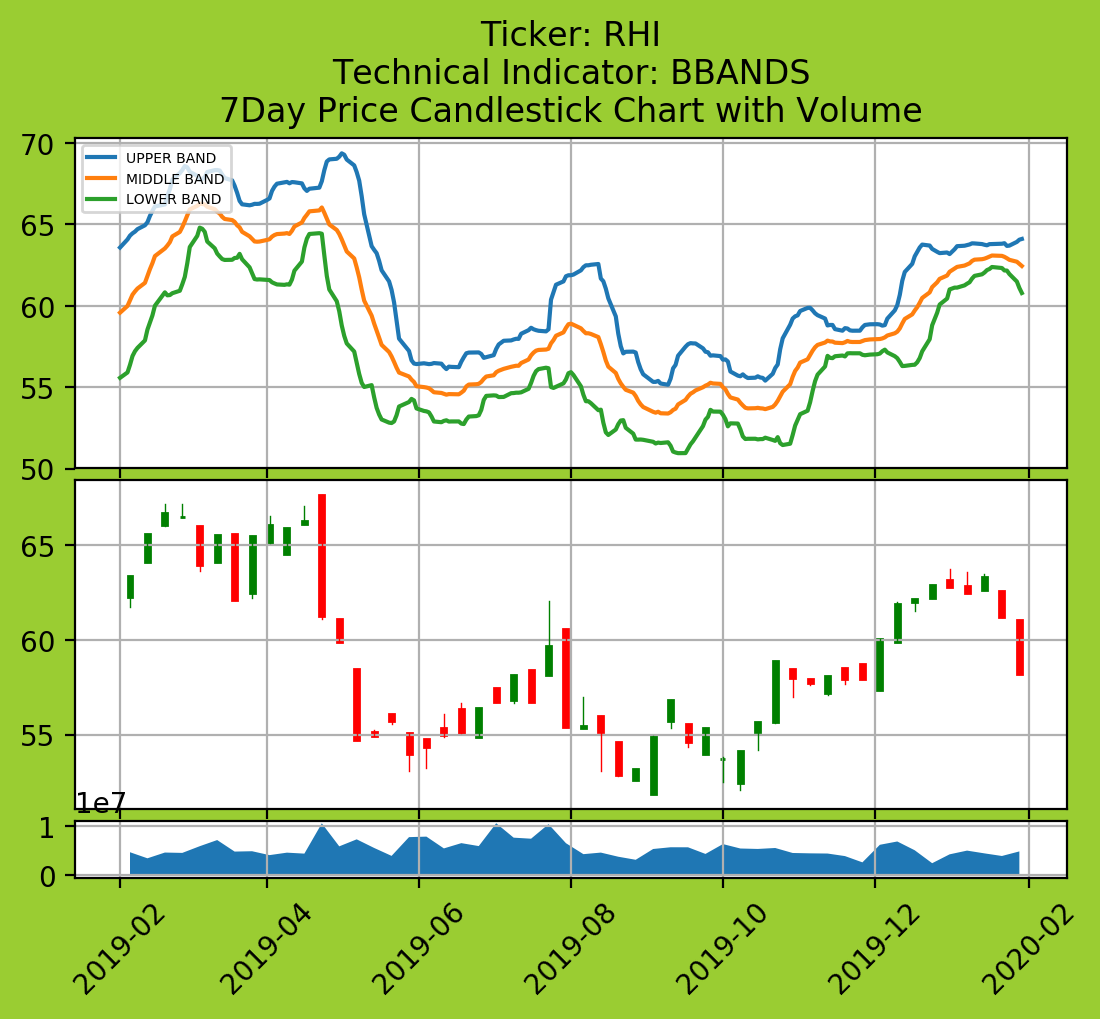 Ticker: RHI
Technical Indicator: BBANDS
7Day Price Candlestick Chart with Volume
70
65
60
55
50
UPPER BAND
MIDDLE BAND
LOWER BAND
65
60
55
1e7
1
0
2019-02
2019-04
2019-06
2019-08
2019-10
2019-12
2020-02